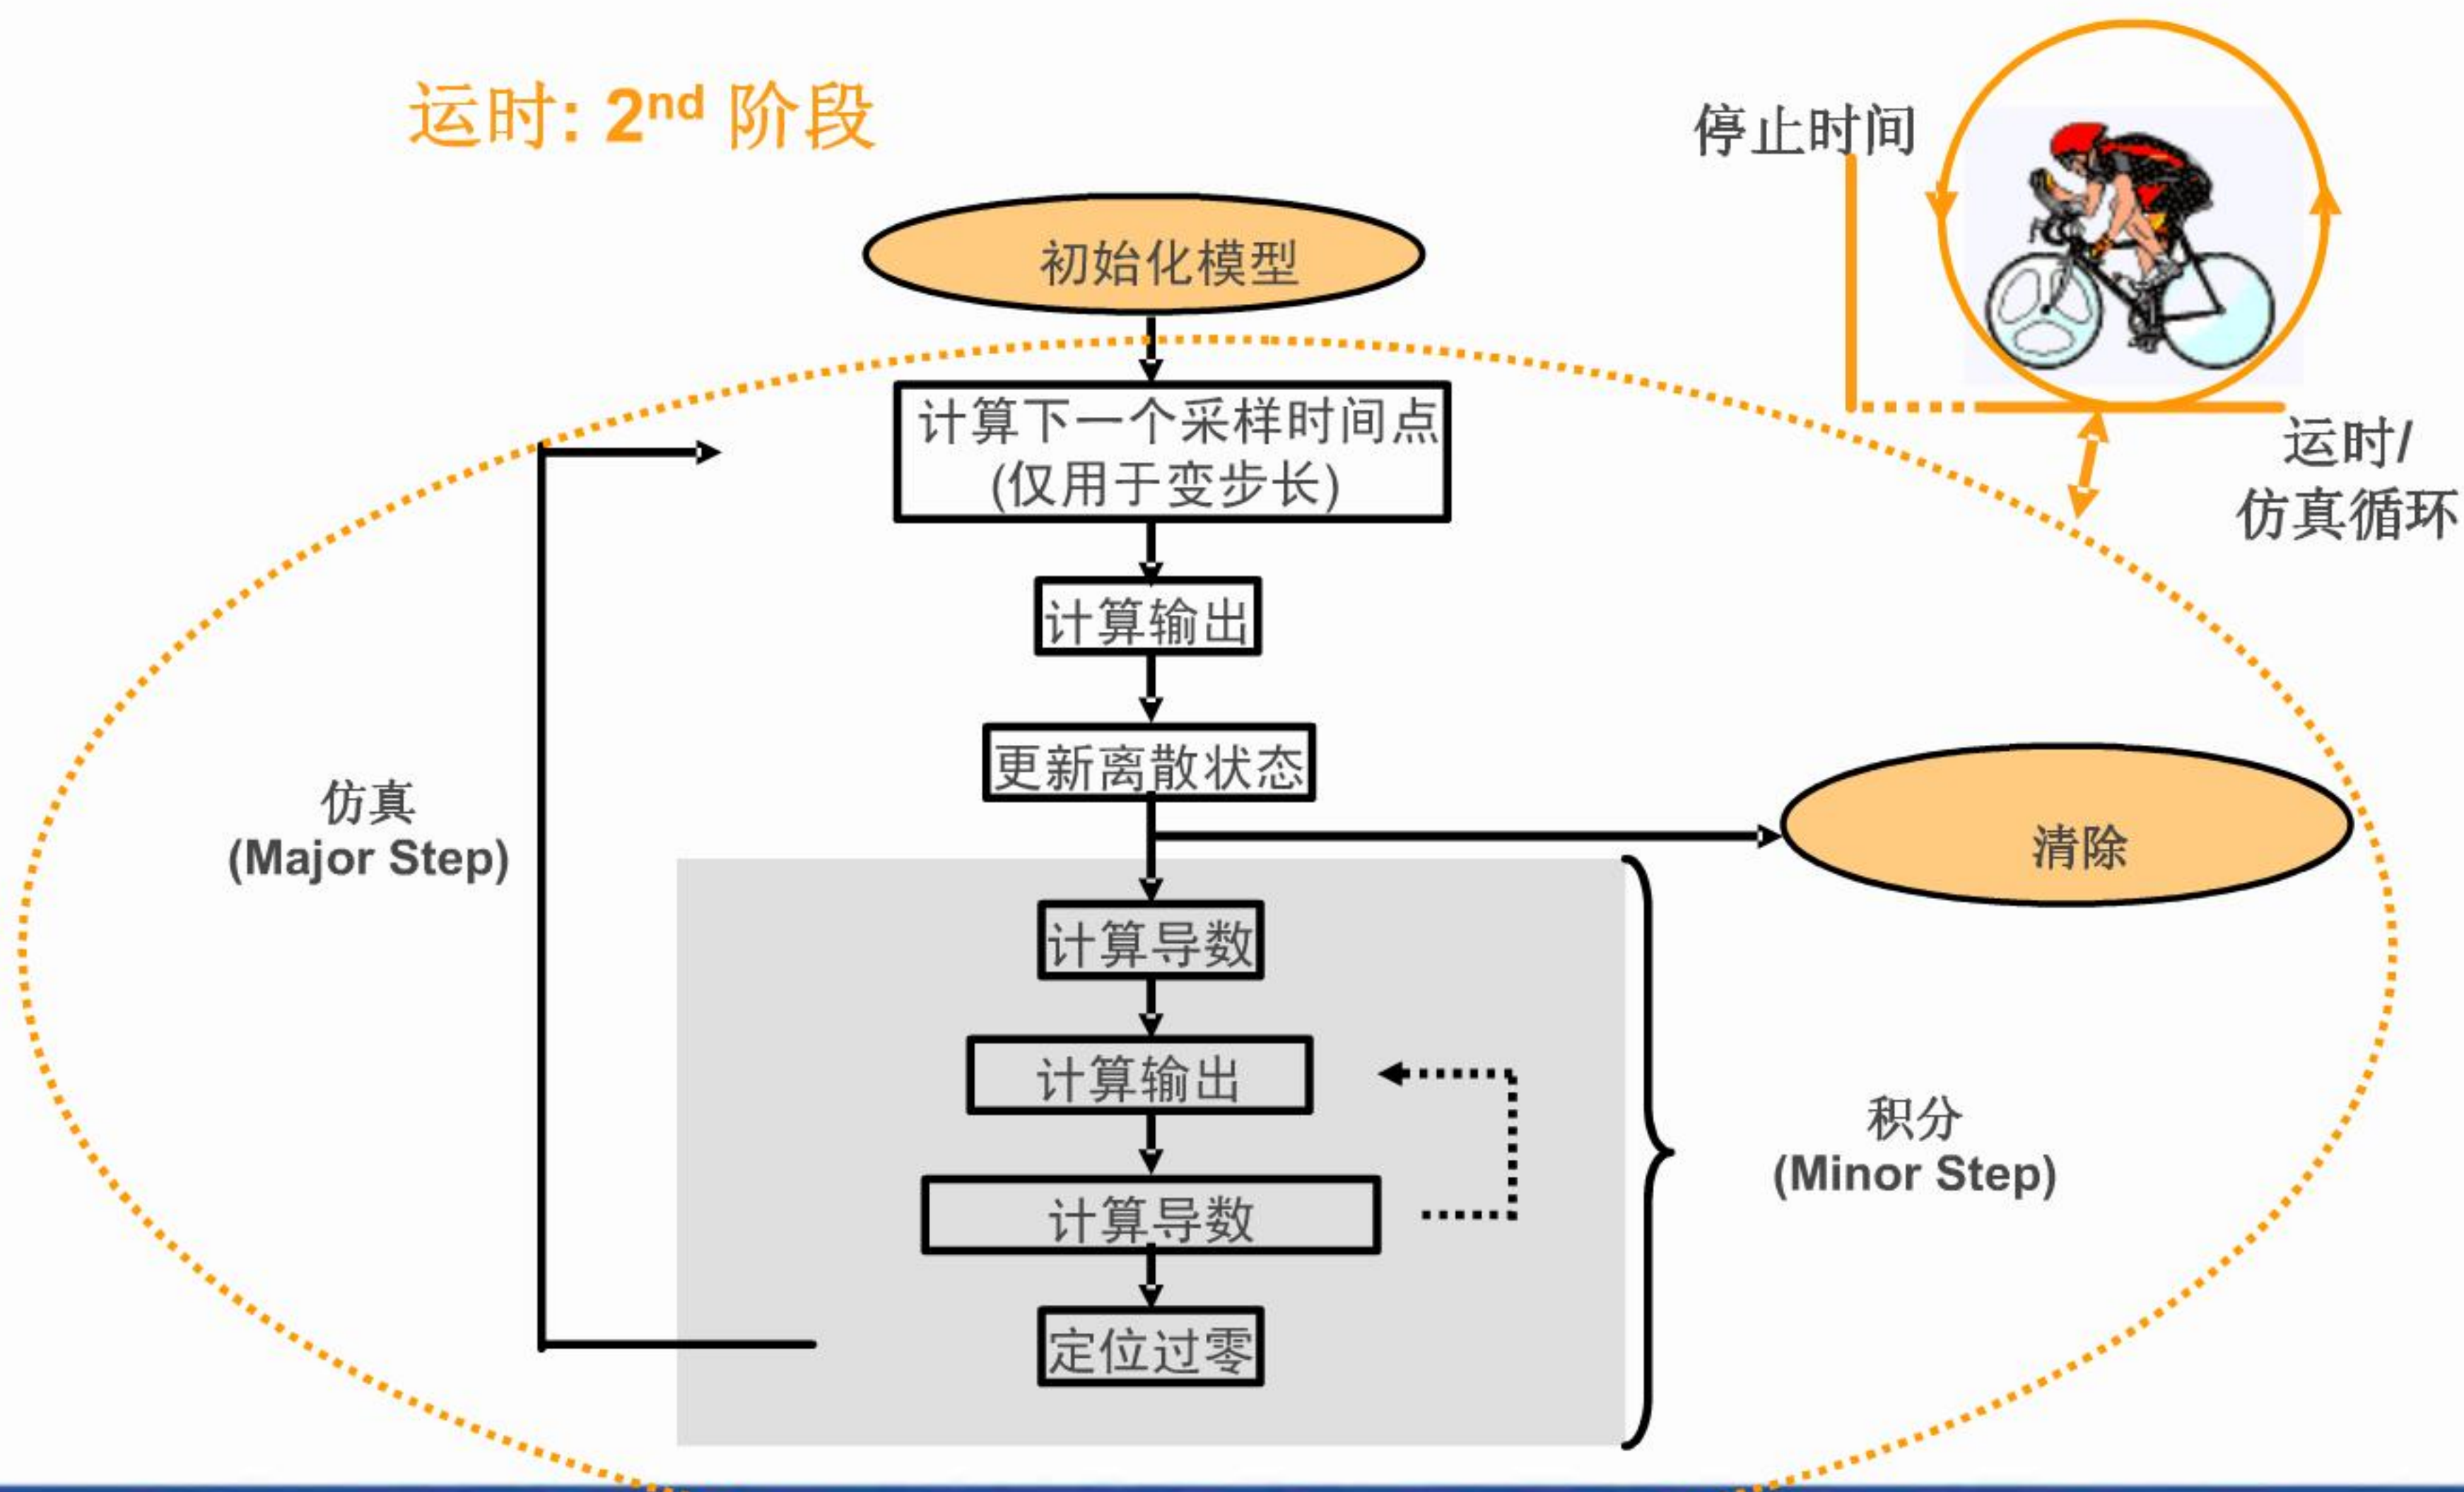 运时: 2nd 阶段
停止时间
运时/
仿真循环
初始化模型
计算下一个采样时间点
(仅用于变步长)
计算输出
更新离散状态
清除
仿真
(Major Step)
计算导数
计算输出
计算导数
定位过零
积分
(Minor Step)